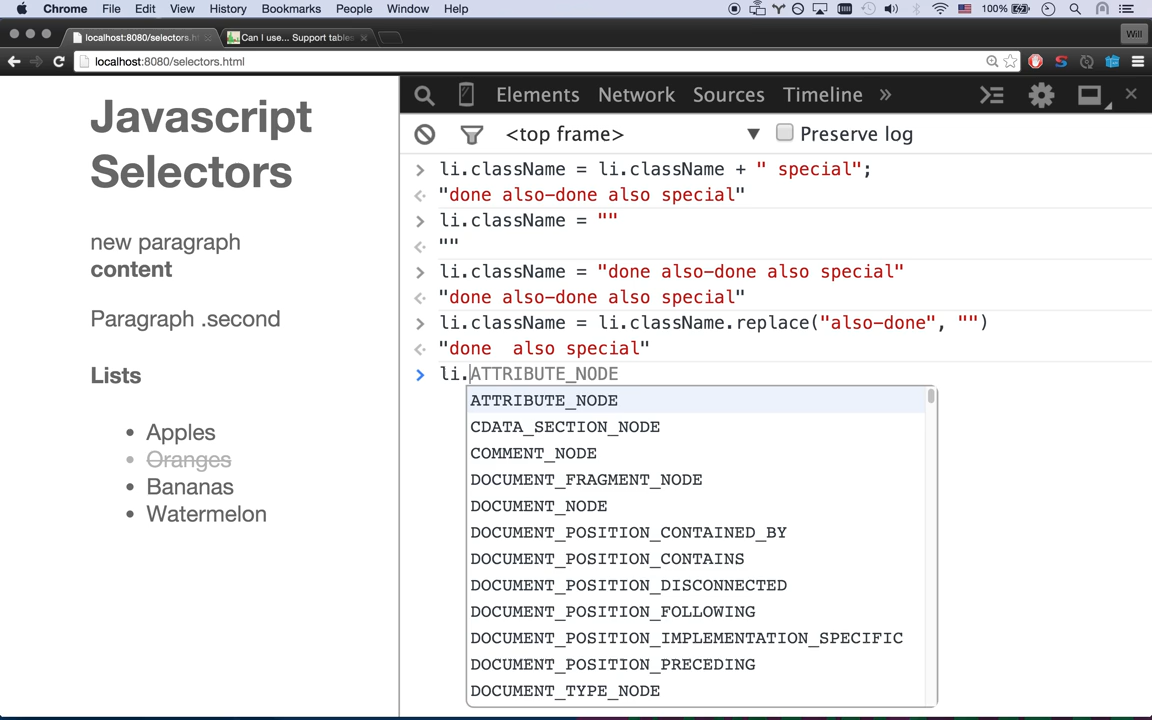 Chrome File Edit View History Bookmarks People Window Help 100%
localhost:8080/selectors.h
Can I use... Support tables
Will
localhost:8080/selectors.html
Javascript
Selectors
new paragraph
content
Paragraph .second
Lists
• Apples
• Oranges
• Bananas
• Watermelon
Elements Network Sources Timeline »
<top frame> ▼ Preserve log
> li.className = li.className + " special";
"done also-done also special"
> li.className = ""
""
> li.className = "done also-done also special"
"done also-done also special"
> li.className = li.className.replace("also-done", "")
"done  also special"
> li.ATTRIBUTE_NODE
ATTRIBUTE_NODE
CDATA_SECTION_NODE
COMMENT_NODE
DOCUMENT_FRAGMENT_NODE
DOCUMENT_NODE
DOCUMENT_POSITION_CONTAINED_BY
DOCUMENT_POSITION_CONTAINS
DOCUMENT_POSITION_DISCONNECTED
DOCUMENT_POSITION_FOLLOWING
DOCUMENT_POSITION_IMPLEMENTATION_SPECIFIC
DOCUMENT_POSITION_PRECEDING
DOCUMENT_TYPE_NODE